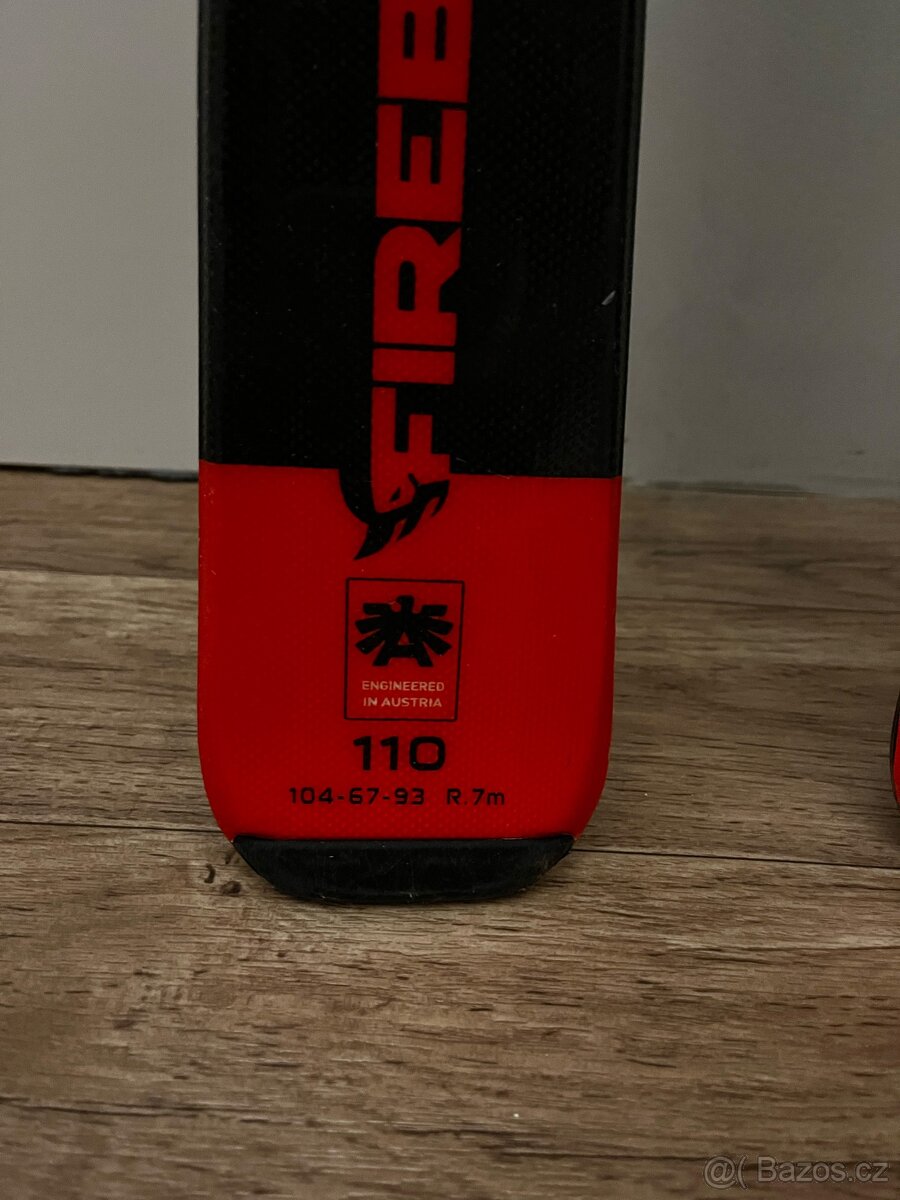 FIREB
ENGINEERED
IN AUSTRIA
110
104-67-93 R.7m
@( Bazos.cz